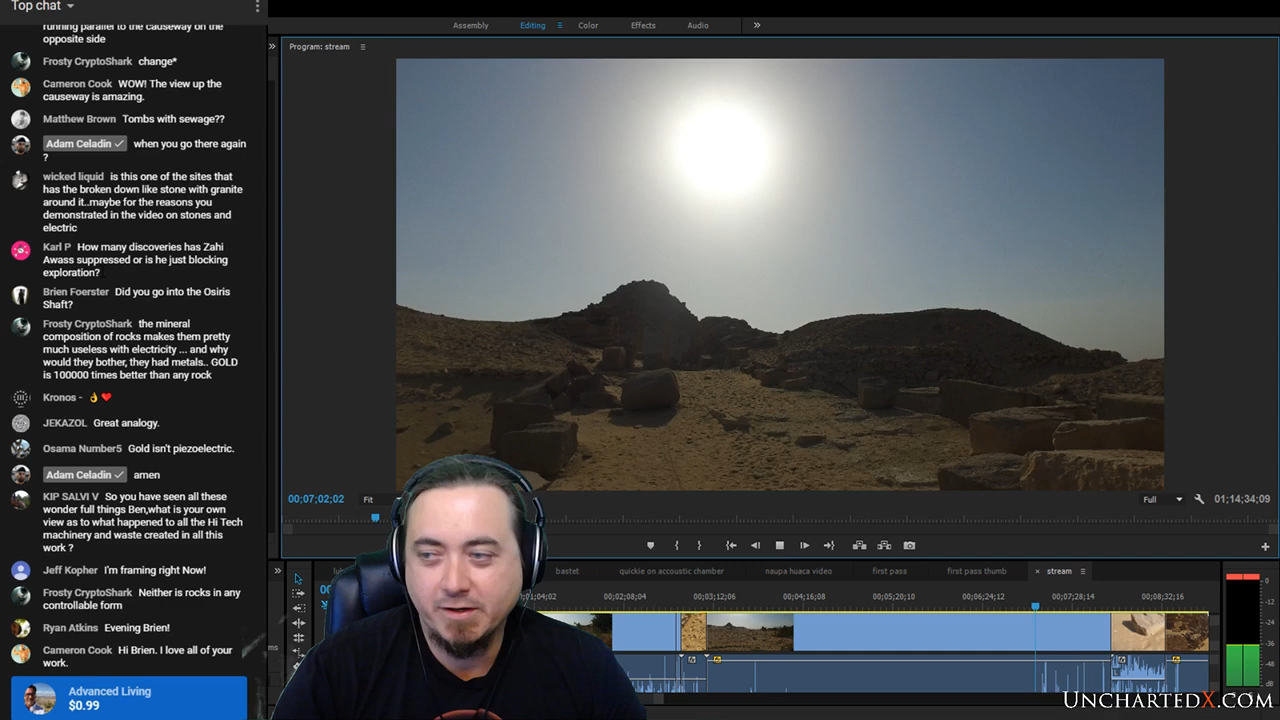 Top chat
running parallel to the causeway on the
opposite side
Frosty CryptoShark change*
Cameron Cook WOW! The view up the
causeway is amazing.
Matthew Brown Tombs with sewage??
Adam Celadin when you go there again
?
wicked liquid is this one of the sites that
has the broken down like stone with granite
around it..maybe for the reasons you
demonstrated in the video on stones and
electric
Karl P How many discoveries has Zahi
Awass suppressed or is he just blocking
exploration?
Brien Foerster Did you go into the Osiris
Shaft?
Frosty CryptoShark the mineral
composition of rocks makes them pretty
much useless with electricity ... and why
would they bother, they had metals.. GOLD
is 100000 times better than any rock
Kronos - 👌❤️
JEKAZOL Great analogy.
Osama Number5 Gold isn't piezoelectric.
Adam Celadin amen
KIP SALVI V So you have seen all these
wonder full things Ben,what is your own
view as to what happened to all the Hi Tech
machinery and waste created in all this
work ?
Jeff Kopher I'm framing right Now!
Frosty CryptoShark Neither is rocks in any
controllable form
Ryan Atkins Evening Brien!
Cameron Cook Hi Brien. I love all of your
work.
Advanced Living
$0.99
Assembly Editing Color Effects Audio
Program: stream
00;07;02;02 Fit Full 01;14;34;09
bastet quickie on accoustic chamber naupa huaca video first pass first pass thumb × stream
;01;04;02 00;02;08;04 00;03;12;06 00;04;16;08 00;05;20;10 00;06;24;12 00;07;28;14 00;08;32;16
0
-12
-24
-36
-48
UnchartedX.com